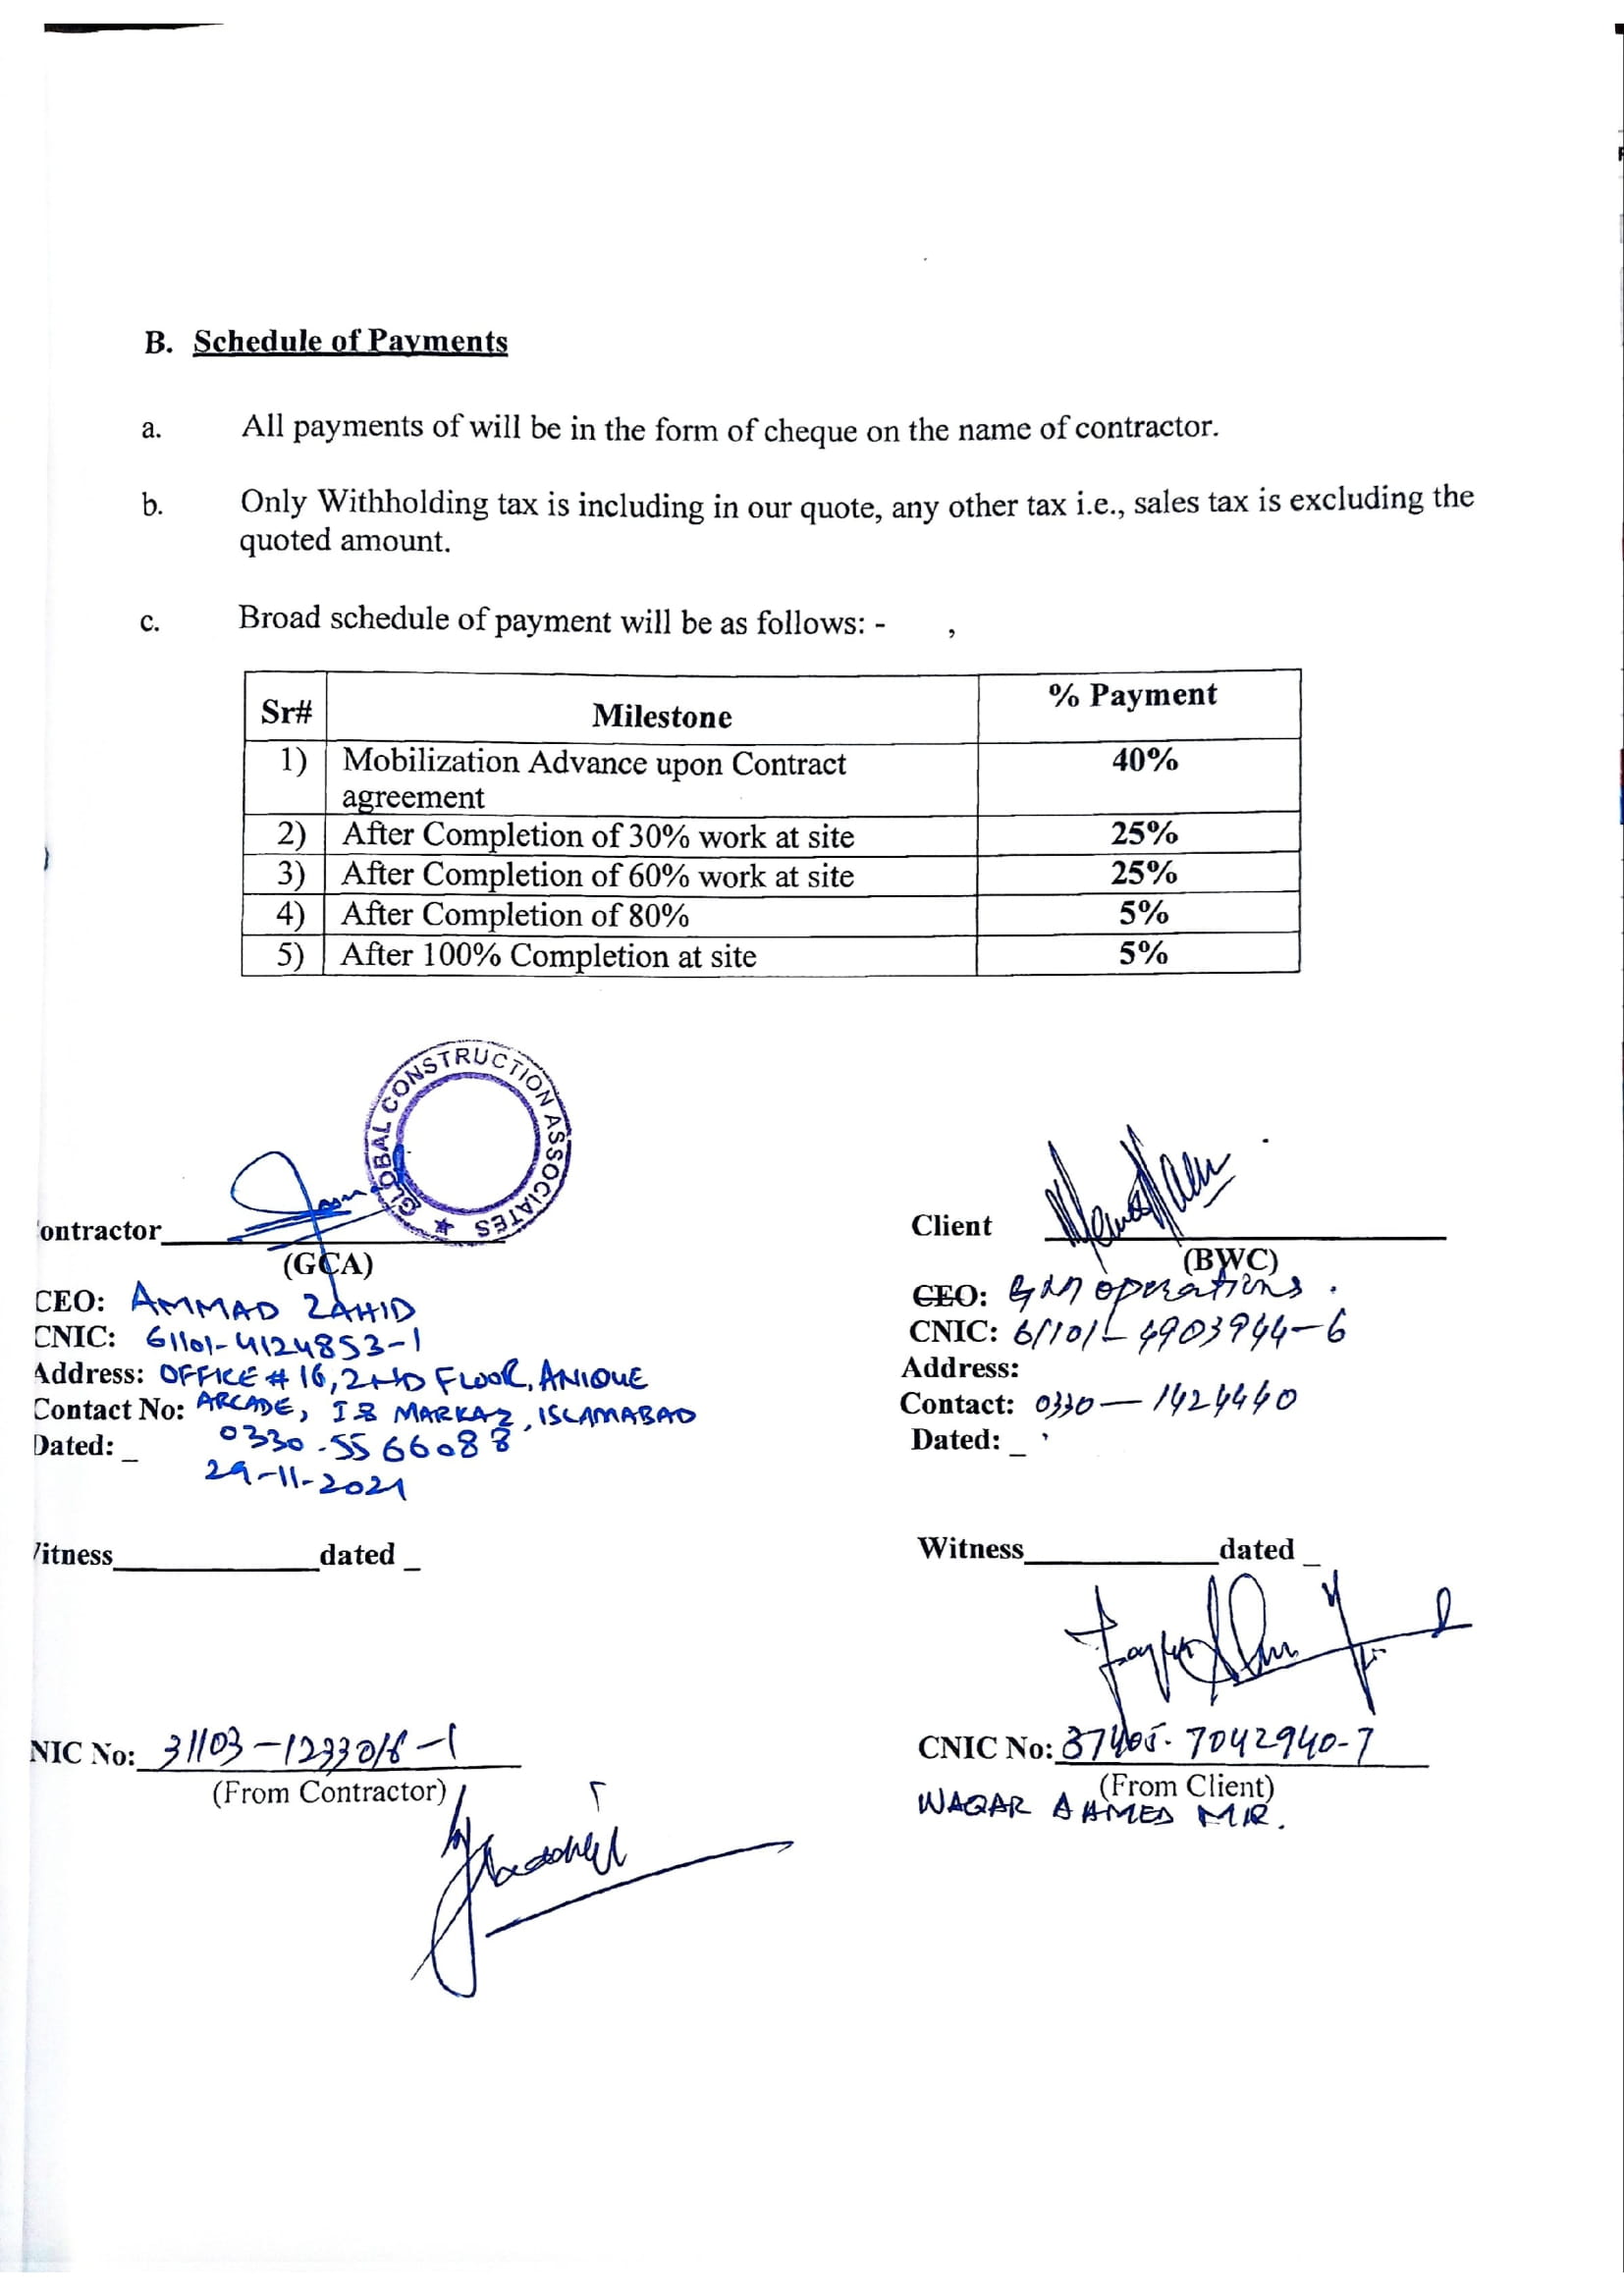 B. Schedule of Payments
a. All payments of will be in the form of cheque on the name of contractor.
b. Only Withholding tax is including in our quote, any other tax i.e., sales tax is excluding the
quoted amount.
c. Broad schedule of payment will be as follows: - ,
Sr# Milestone % Payment
1) Mobilization Advance upon Contract 40%
agreement
2) After Completion of 30% work at site 25%
3) After Completion of 60% work at site 25%
4) After Completion of 80% 5%
5) After 100% Completion at site 5%
GLOBAL CONSTRUCTION ASSOCIATES
ontractor
(GCA)
CEO: AMMAD ZAHID
CNIC: 61101-4124853-1
Address: OFFICE # 16, 2ND FLOOR, ANIQUE
Contact No: ARCADE, I8 MARKAZ, ISLAMABAD
0330-5566088
Dated: _
29-11-2021
Client
(BWC)
CEO: GM operations.
CNIC: 61101-4903944-6
Address:
Contact: 0330-1424440
Dated: _
itness dated _
NIC No: 31103-
(From Contractor)
Witness dated _
CNIC No: 37405-7042940-7
(From Client)
WAQAR AHMED MIR.